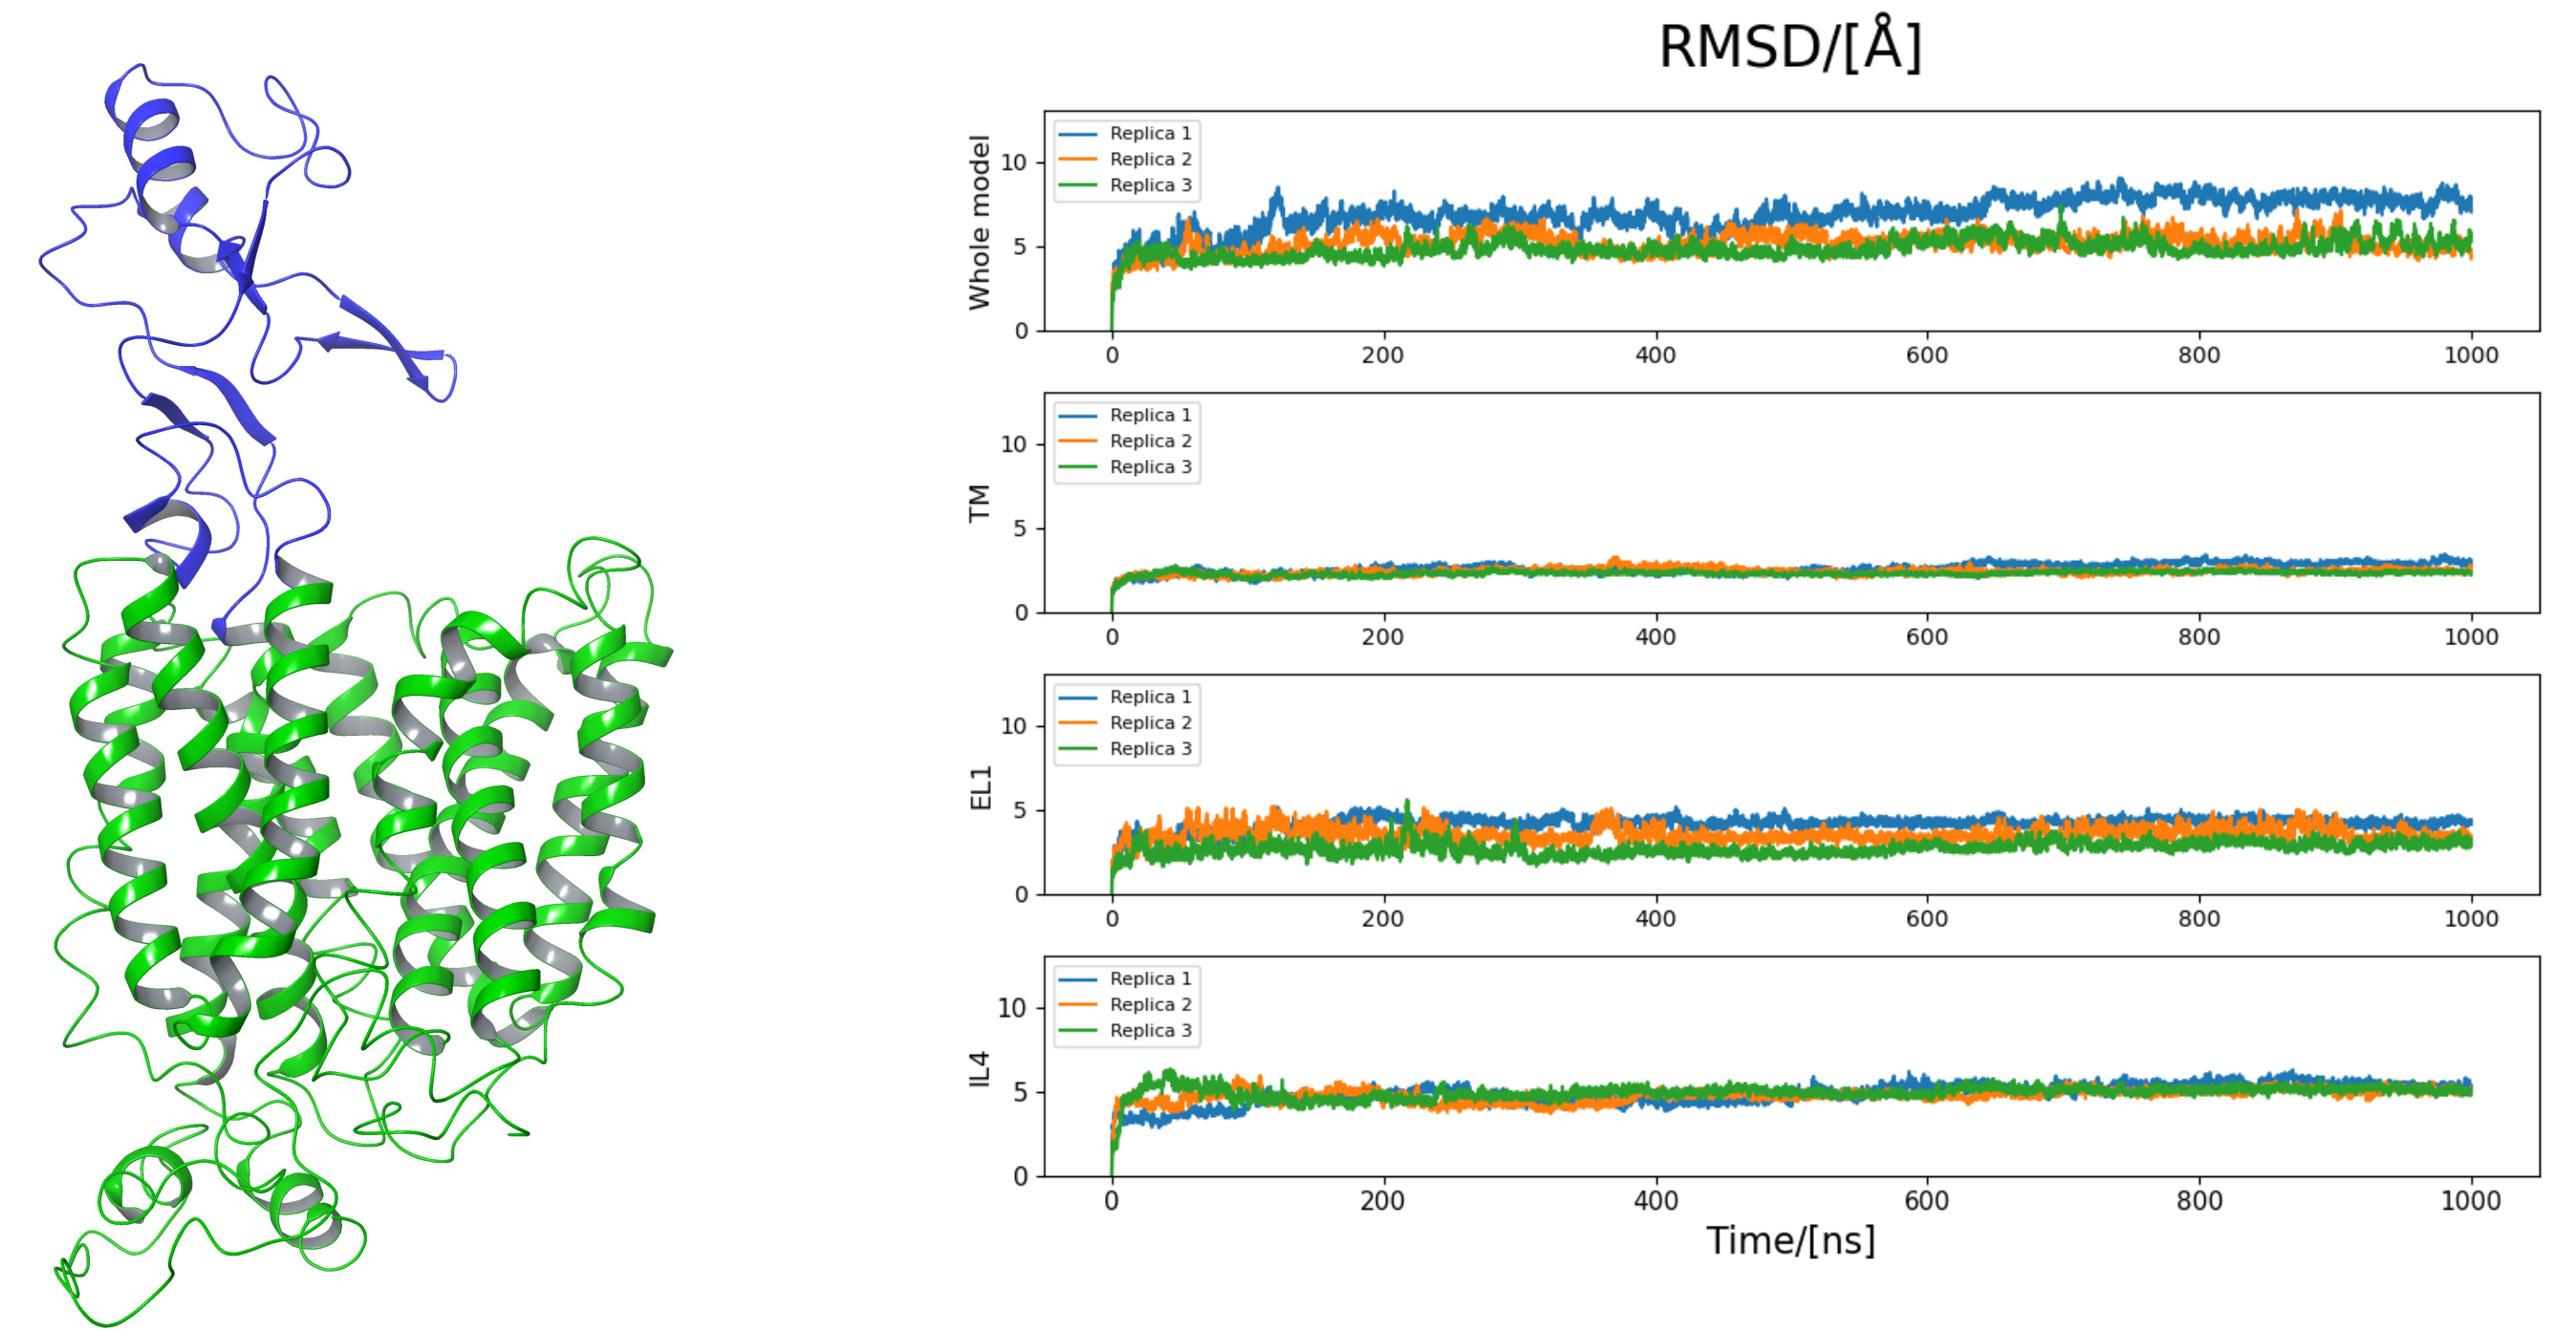 RMSD/[Å]
Whole model
10
5
0
Replica 1
Replica 2
Replica 3
0 200 400 600 800 1000
TM
10
5
0
Replica 1
Replica 2
Replica 3
0 200 400 600 800 1000
EL1
10
5
0
Replica 1
Replica 2
Replica 3
0 200 400 600 800 1000
IL4
10
5
0
Replica 1
Replica 2
Replica 3
0 200 400 600 800 1000
Time/[ns]